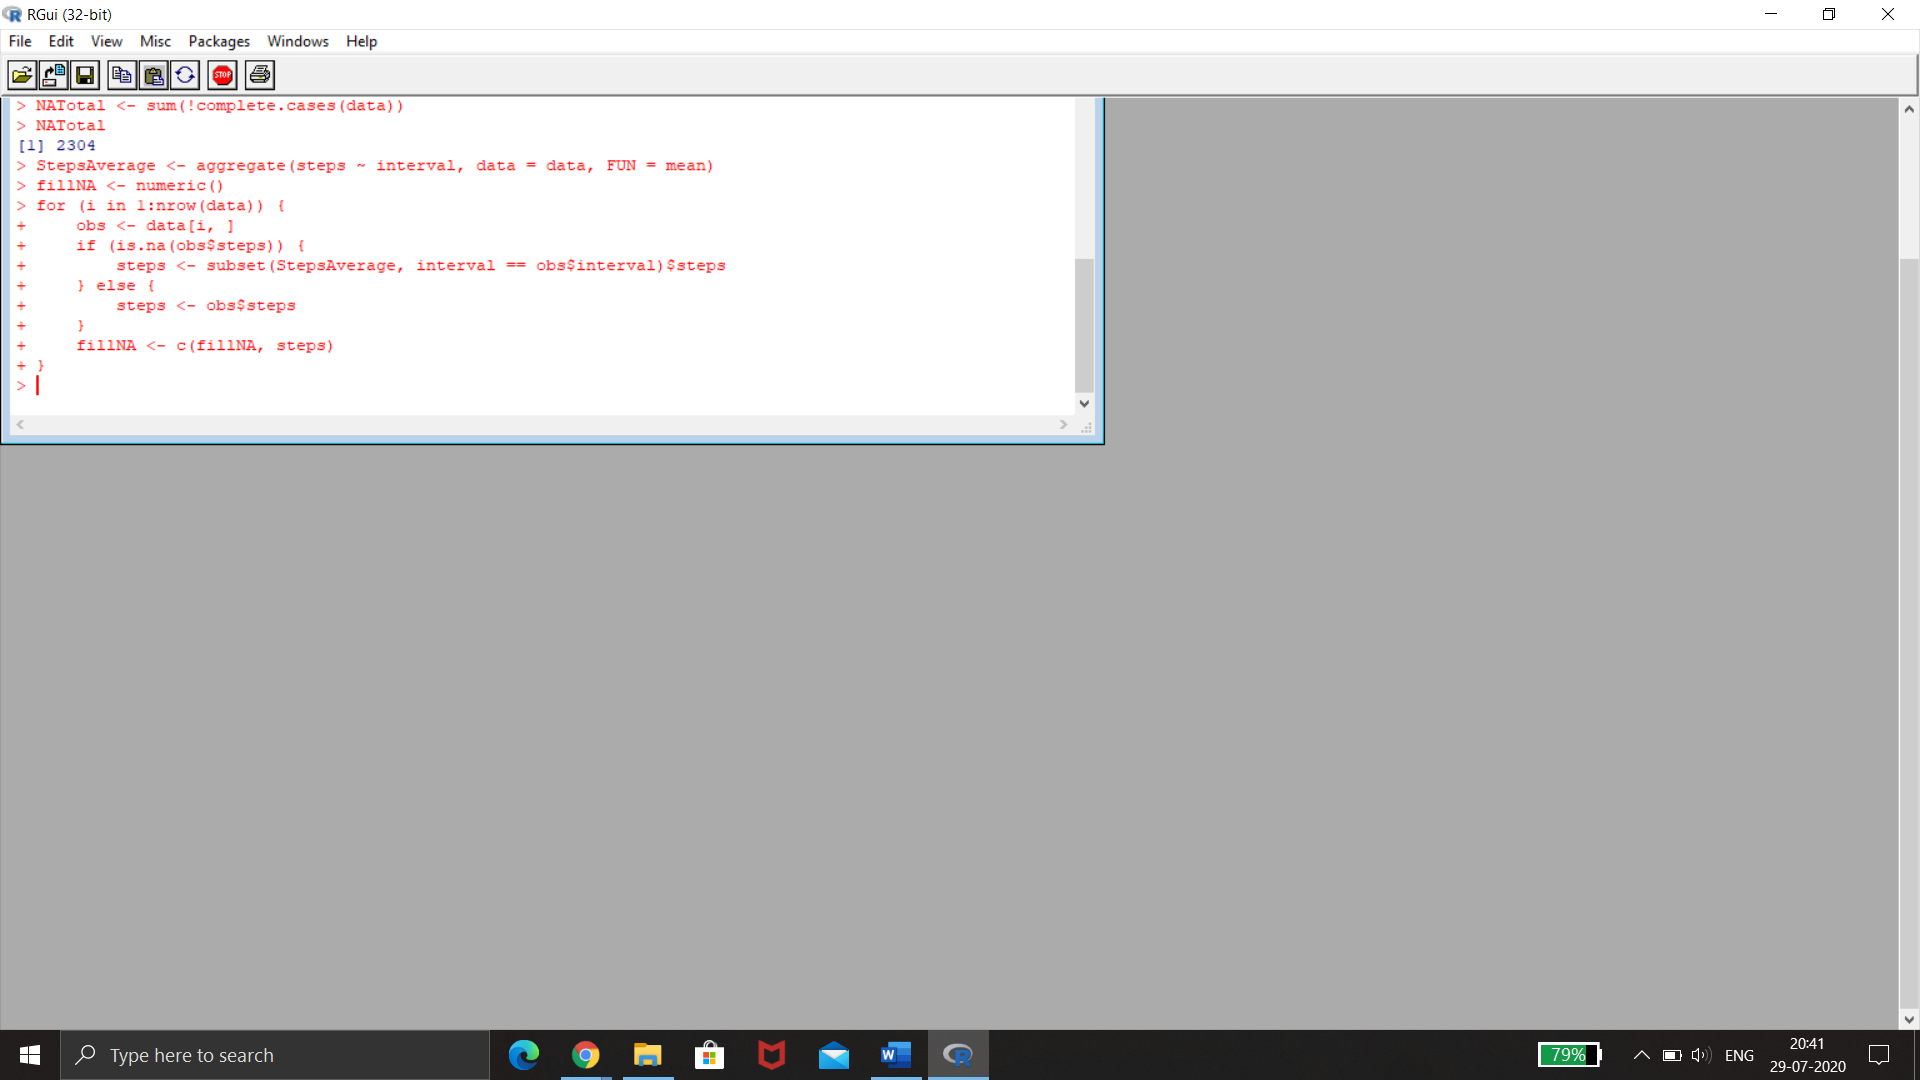 RGui (32-bit)
File Edit View Misc Packages Windows Help
STOP
> NATotal <- sum(!complete.cases(data))
> NATotal
[1] 2304
> StepsAverage <- aggregate(steps ~ interval, data = data, FUN = mean)
> fillNA <- numeric()
> for (i in 1:nrow(data)) {
+     obs <- data[i, ]
+     if (is.na(obs$steps)) {
+         steps <- subset(StepsAverage, interval == obs$interval)$steps
+     } else {
+         steps <- obs$steps
+     }
+     fillNA <- c(fillNA, steps)
+ }
>
Type here to search
W
R
79%
ENG
20:41
29-07-2020